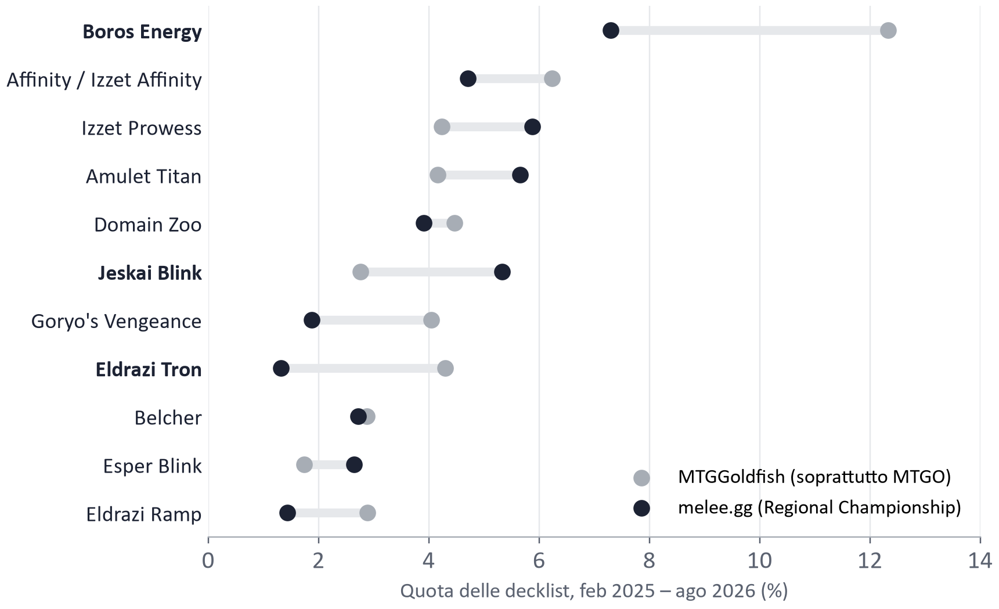 Boros Energy
Affinity / Izzet Affinity
Izzet Prowess
Amulet Titan
Domain Zoo
Jeskai Blink
Goryo's Vengeance
Eldrazi Tron
Belcher
Esper Blink
Eldrazi Ramp
MTGGoldfish (soprattutto MTGO)
melee.gg (Regional Championship)
0 2 4 6 8 10 12 14
Quota delle decklist, feb 2025 – ago 2026 (%)